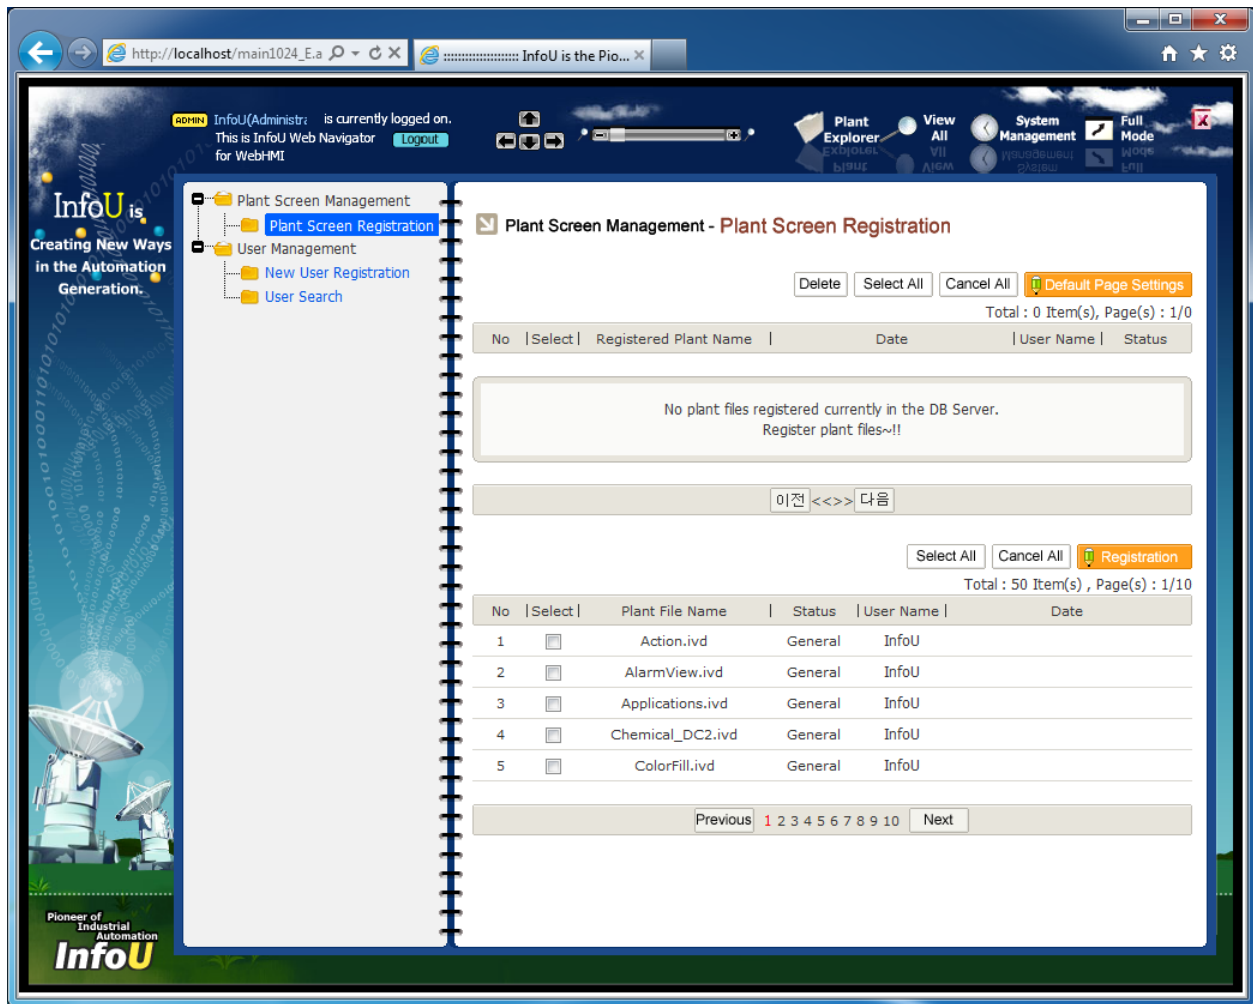 http://localhost/main1024_E.a
:::::::::::::::::::::: InfoU is the Pio...
ADMIN InfoU(Administra is currently logged on.
This is InfoU Web Navigator Logout
for WebHMI
Plant Explorer
View All
System Management
Full Mode
InfoU is
Creating New Ways
in the Automation
Generation.
Plant Screen Management
Plant Screen Registration
User Management
New User Registration
User Search
Plant Screen Management - Plant Screen Registration
Delete Select All Cancel All Default Page Settings
Total : 0 Item(s), Page(s) : 1/0
No |Select| Registered Plant Name | Date |User Name| Status
No plant files registered currently in the DB Server.
Register plant files~!!
이전 <<>> 다음
Select All Cancel All Registration
Total : 50 Item(s) , Page(s) : 1/10
No |Select| Plant File Name | Status |User Name| Date
1 Action.ivd General InfoU
2 AlarmView.ivd General InfoU
3 Applications.ivd General InfoU
4 Chemical_DC2.ivd General InfoU
5 ColorFill.ivd General InfoU
Previous 1 2 3 4 5 6 7 8 9 10 Next
Pioneer of
Industrial
Automation
InfoU